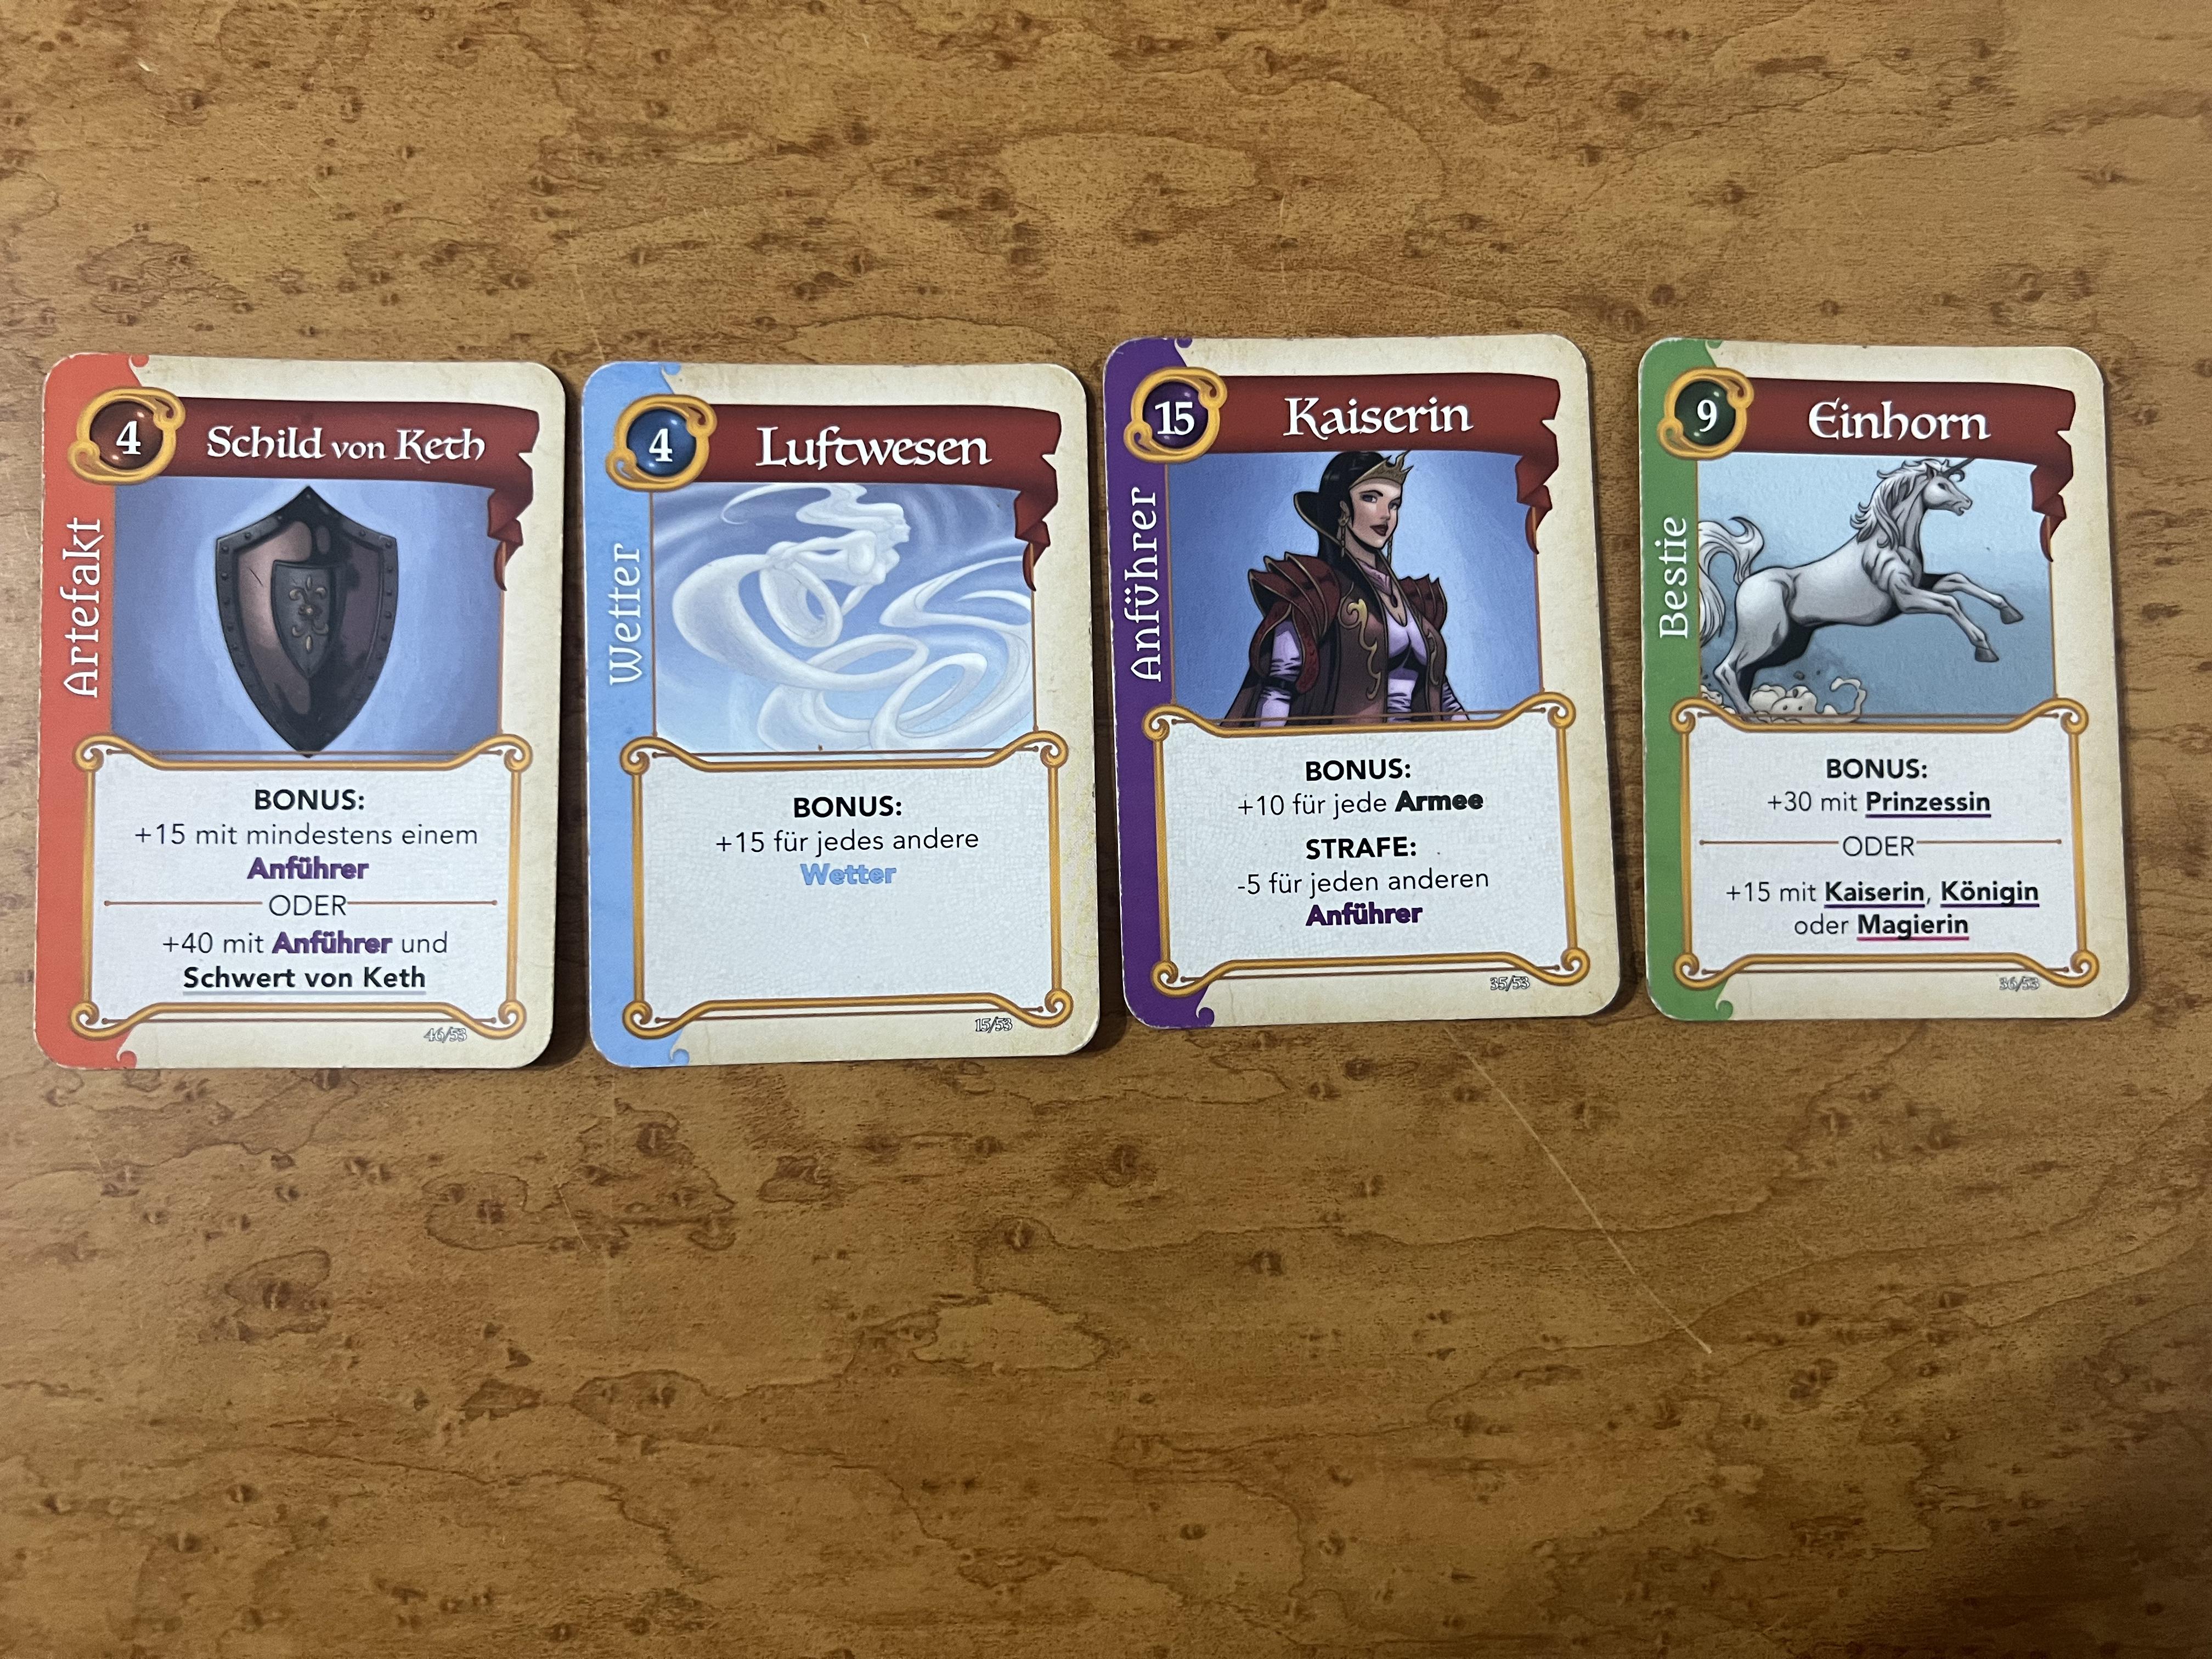 4
Schild von Keth
Artefakt
BONUS:
+15 mit mindestens einem
Anführer
ODER
+40 mit Anführer und
Schwert von Keth
46/53
4
Luftwesen
Wetter
BONUS:
+15 für jedes andere
Wetter
15/53
15
Kaiserin
Anführer
BONUS:
+10 für jede Armee
STRAFE:
-5 für jeden anderen
Anführer
35/53
9
Einhorn
Bestie
BONUS:
+30 mit Prinzessin
ODER
+15 mit Kaiserin, Königin
oder Magierin
36/53